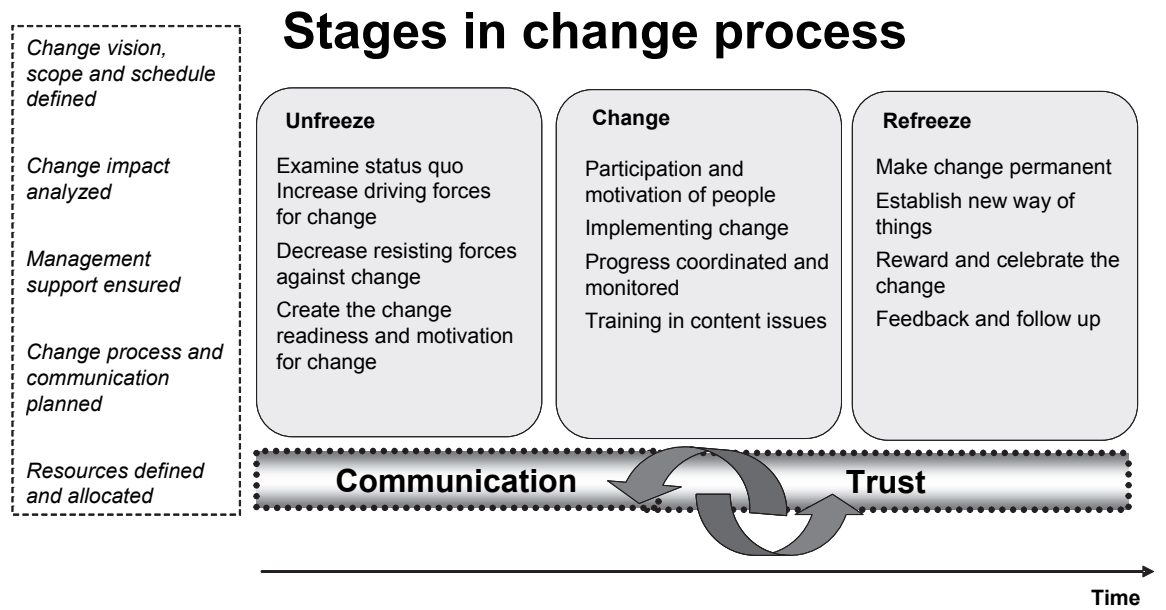 Stages in change process
Change vision,
scope and schedule
defined
Change impact
analyzed
Management
support ensured
Change process and
communication
planned
Resources defined
and allocated
Unfreeze
Examine status quo
Increase driving forces
for change
Decrease resisting forces
against change
Create the change
readiness and motivation
for change
Change
Participation and
motivation of people
Implementing change
Progress coordinated and
monitored
Training in content issues
Refreeze
Make change permanent
Establish new way of
things
Reward and celebrate the
change
Feedback and follow up
Communication
Trust
Time